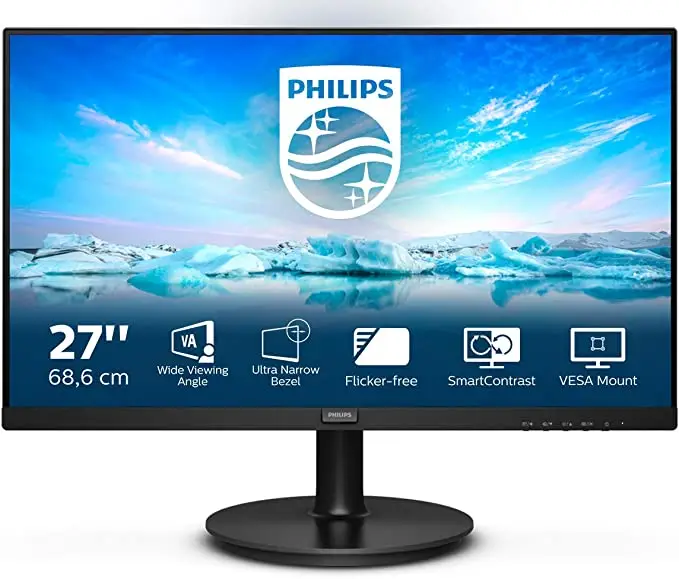 PHILIPS
27"
68,6 cm
VA
Wide Viewing
Angle
Ultra Narrow
Bezel
Flicker-free
SmartContrast
VESA Mount
PHILIPS